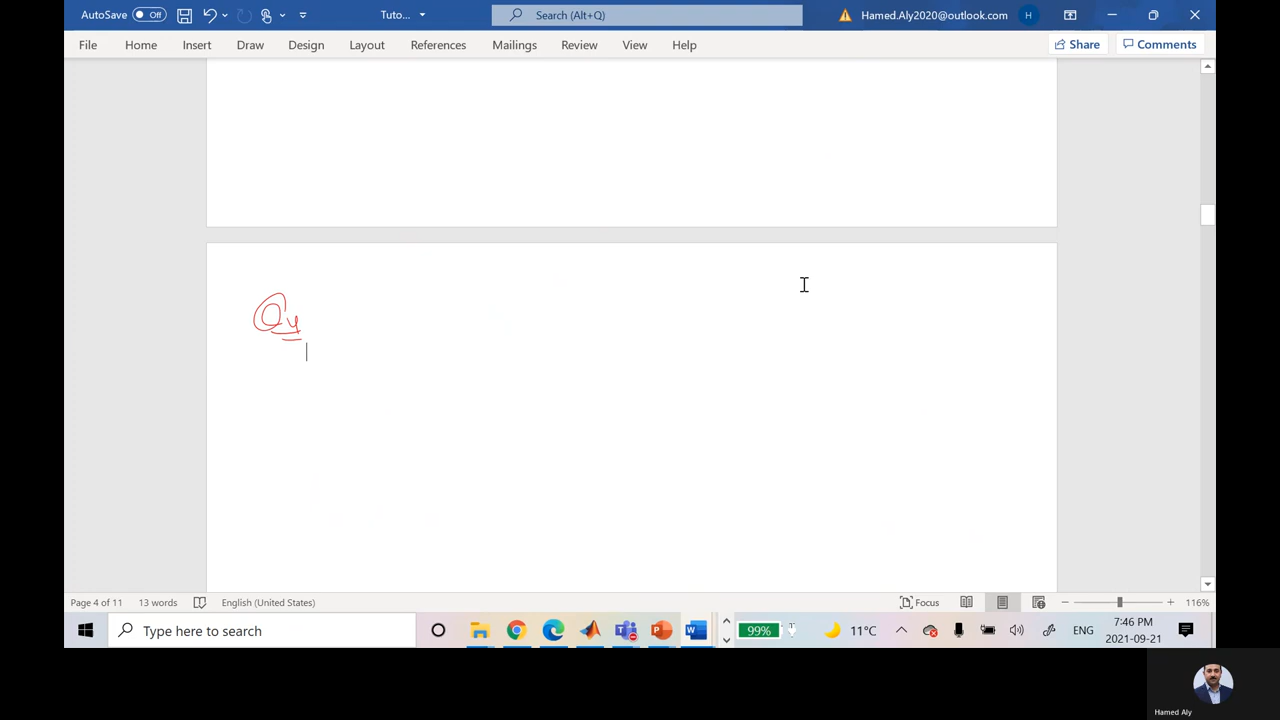 AutoSave Off Tuto... Search (Alt+Q) Hamed.Aly2020@outlook.com H
File Home Insert Draw Design Layout References Mailings Review View Help Share Comments
Q4
Page 4 of 11 13 words English (United States) Focus 116%
Type here to search 99% 11°C ENG 7:46 PM
2021-09-21
Hamed Aly